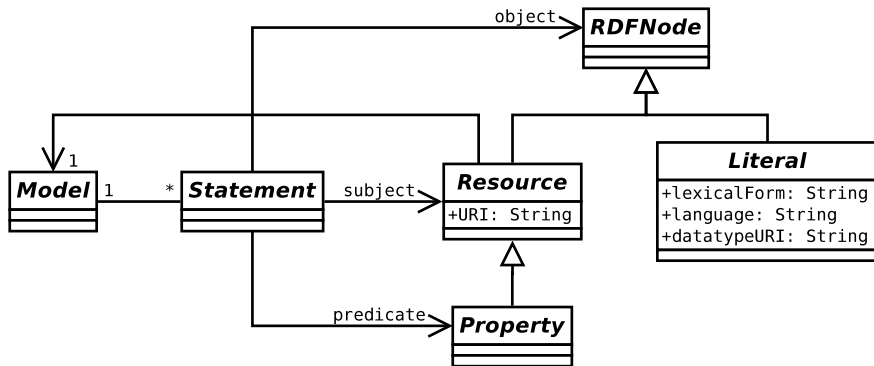 object
RDFNode
1
Model
1
*
Statement
subject
Resource
+URI: String
Literal
+lexicalForm: String
+language: String
+datatypeURI: String
predicate
Property